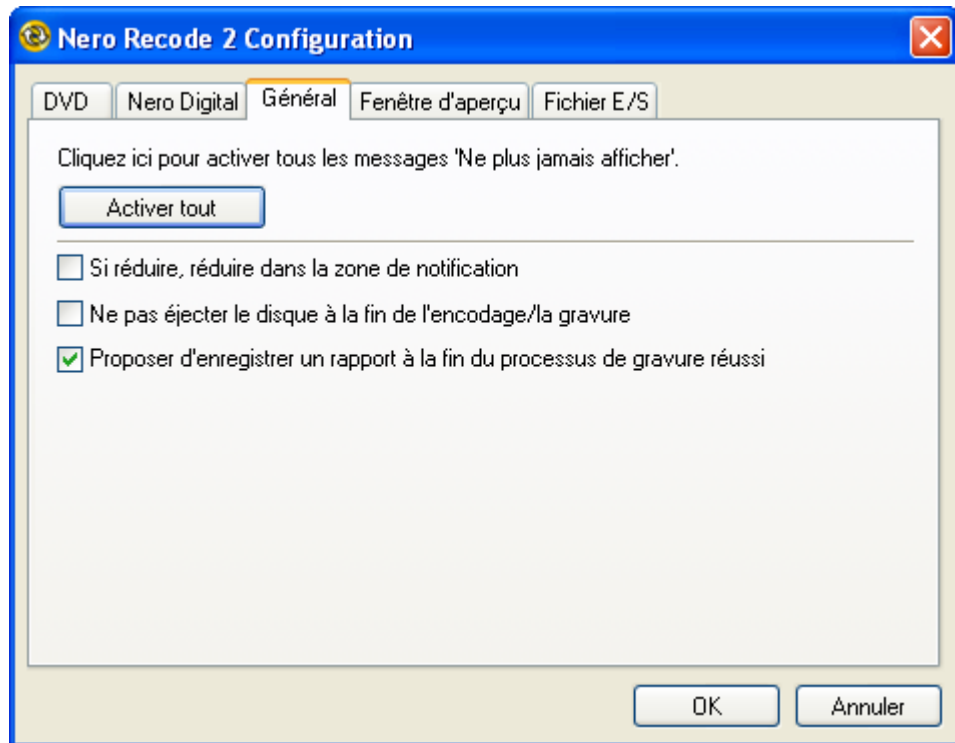 Nero Recode 2 Configuration
DVD Nero Digital Général Fenêtre d'aperçu Fichier E/S
Cliquez ici pour activer tous les messages 'Ne plus jamais afficher'.
Activer tout
Si réduire, réduire dans la zone de notification
Ne pas éjecter le disque à la fin de l'encodage/la gravure
Proposer d'enregistrer un rapport à la fin du processus de gravure réussi
OK Annuler